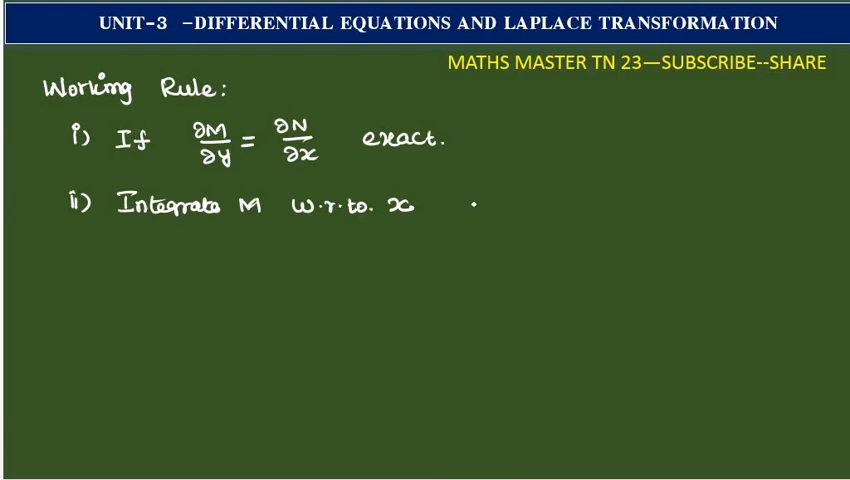 UNIT-3 –DIFFERENTIAL EQUATIONS AND LAPLACE TRANSFORMATION
MATHS MASTER TN 23—SUBSCRIBE--SHARE
Working Rule:
i) If ∂M/∂y = ∂N/∂x exact.
ii) Integrate M w.r.to. x